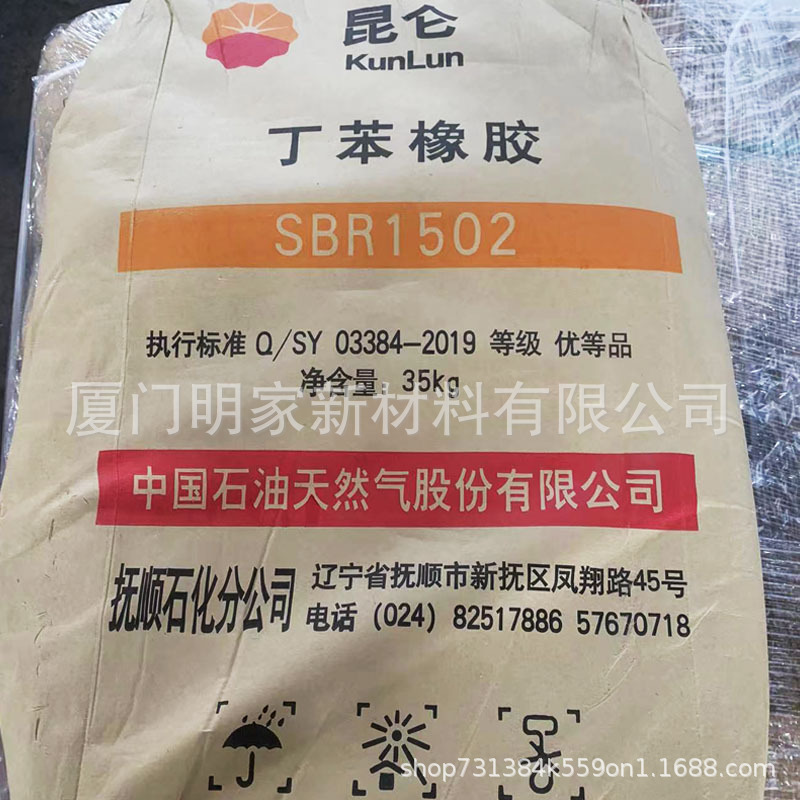 昆仑
KunLun
丁苯橡胶
SBR1502
执行标准 Q/SY 03384-2019 等级 优等品
净含量: 35kg
厦门明家新材料有限公司
中国石油天然气股份有限公司
抚顺石化分公司
辽宁省抚顺市新抚区凤翔路45号
电话 (024) 82517886 57670718
shop731384k559on1.1688.com